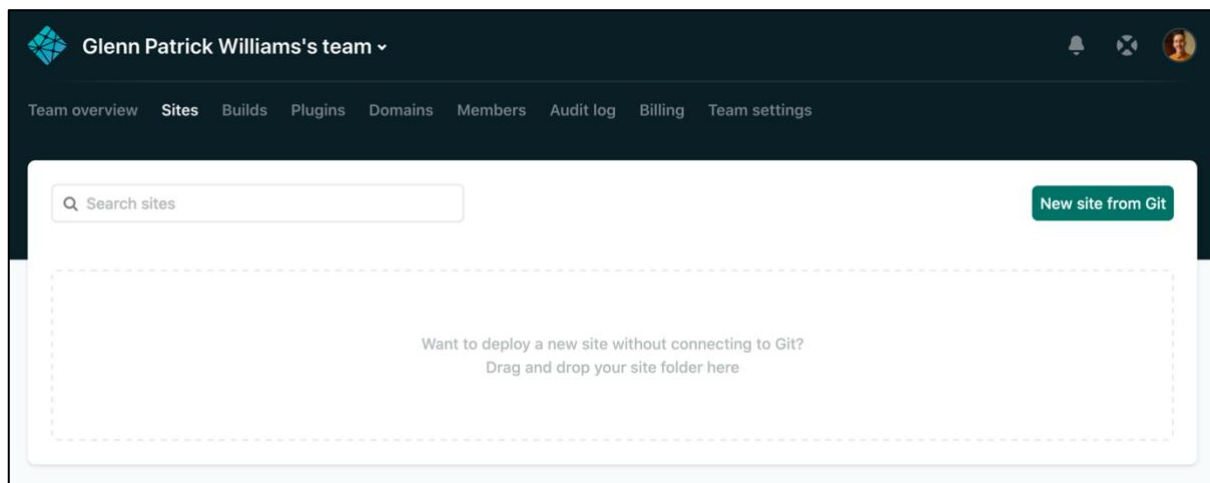 Glenn Patrick Williams's team
Team overview Sites Builds Plugins Domains Members Audit log Billing Team settings
Search sites
New site from Git
Want to deploy a new site without connecting to Git?
Drag and drop your site folder here